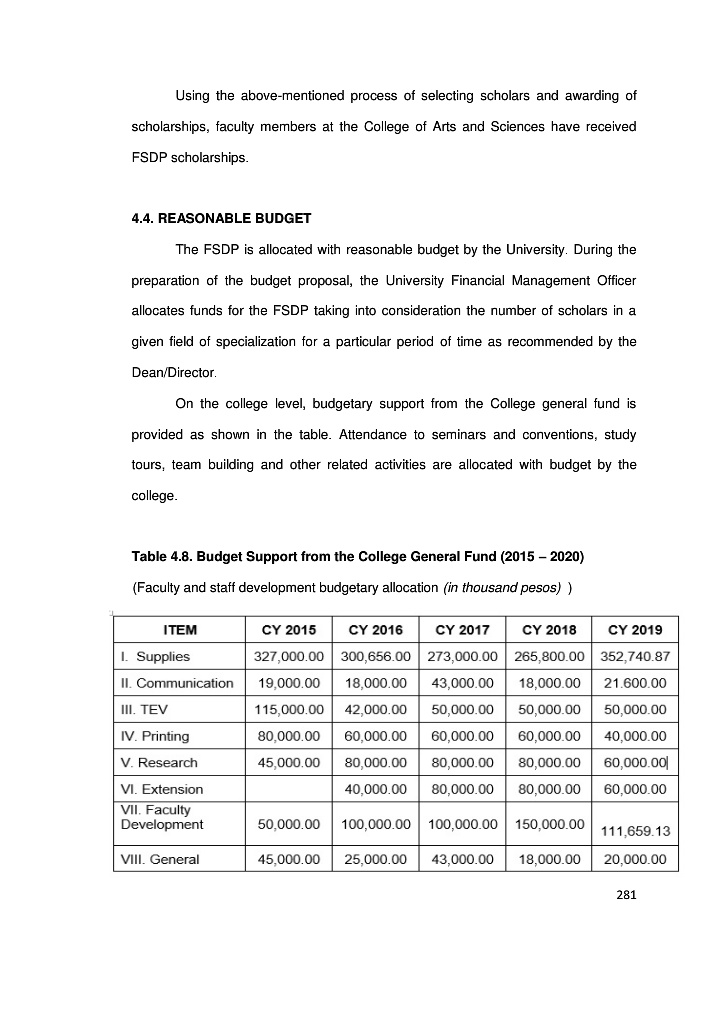 Using the above-mentioned process of selecting scholars and awarding of
scholarships, faculty members at the College of Arts and Sciences have received
FSDP scholarships.
4.4. REASONABLE BUDGET
The FSDP is allocated with reasonable budget by the University. During the
preparation of the budget proposal, the University Financial Management Officer
allocates funds for the FSDP taking into consideration the number of scholars in a
given field of specialization for a particular period of time as recommended by the
Dean/Director.
On the college level, budgetary support from the College general fund is
provided as shown in the table. Attendance to seminars and conventions, study
tours, team building and other related activities are allocated with budget by the
college.
Table 4.8. Budget Support from the College General Fund (2015 – 2020)
(Faculty and staff development budgetary allocation (in thousand pesos) )
ITEM CY 2015 CY 2016 CY 2017 CY 2018 CY 2019
I. Supplies 327,000.00 300,656.00 273,000.00 265,800.00 352,740.87
II. Communication 19,000.00 18,000.00 43,000.00 18,000.00 21.600.00
III. TEV 115,000.00 42,000.00 50,000.00 50,000.00 50,000.00
IV. Printing 80,000.00 60,000.00 60,000.00 60,000.00 40,000.00
V. Research 45,000.00 80,000.00 80,000.00 80,000.00 60,000.00
VI. Extension 40,000.00 80,000.00 80,000.00 60,000.00
VII. Faculty
Development 50,000.00 100,000.00 100,000.00 150,000.00 111,659.13
VIII. General 45,000.00 25,000.00 43,000.00 18,000.00 20,000.00
281